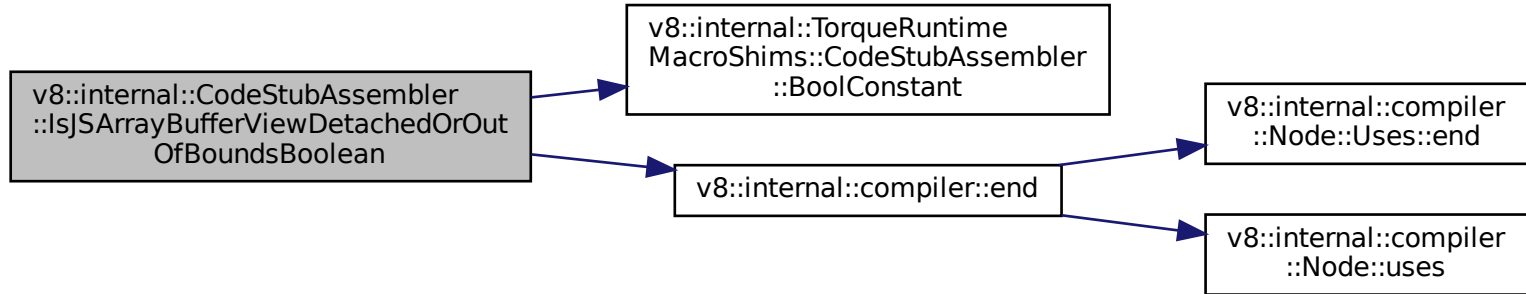 v8::internal::CodeStubAssembler
::IsJSArrayBufferViewDetachedOrOut
OfBoundsBoolean
v8::internal::TorqueRuntime
MacroShims::CodeStubAssembler
::BoolConstant
v8::internal::compiler::end
v8::internal::compiler
::Node::Uses::end
v8::internal::compiler
::Node::uses